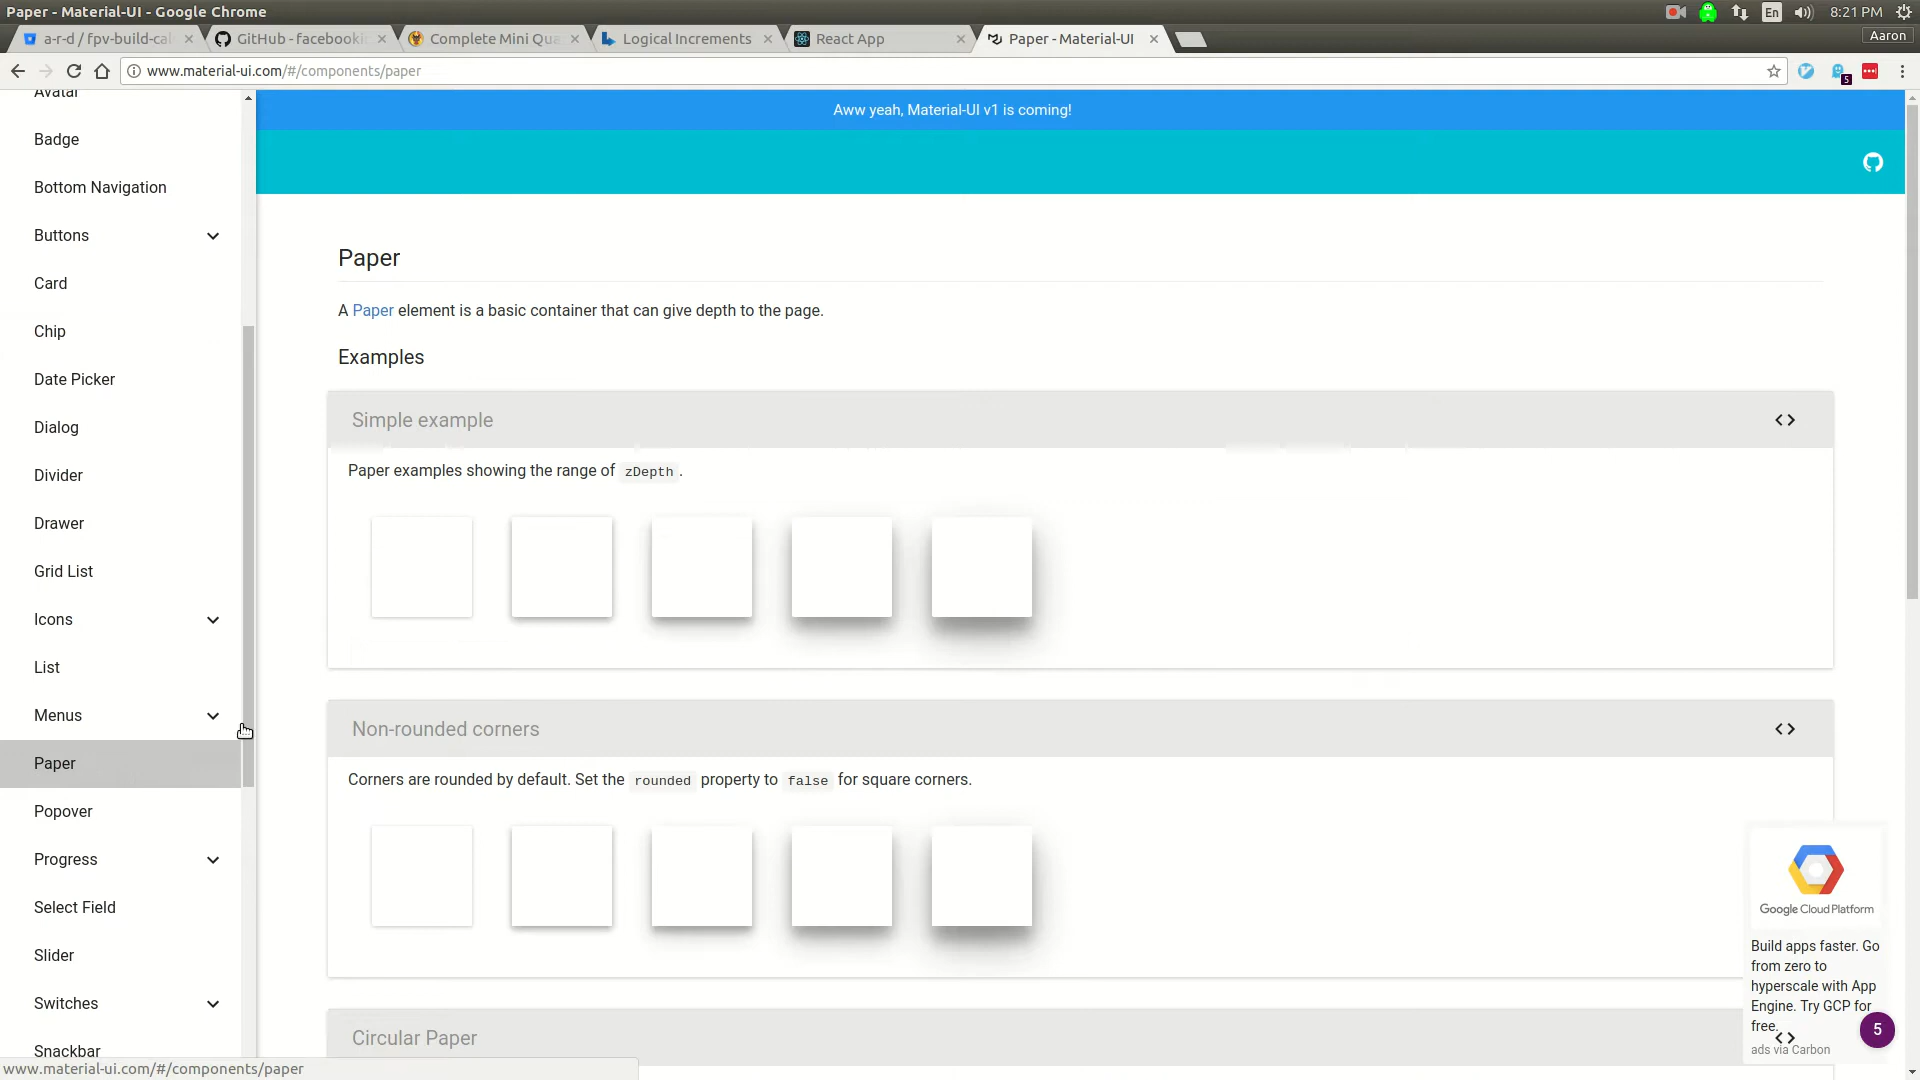 Paper - Material-UI - Google Chrome
En
8:21 PM
a-r-d / fpv-build-cal
GitHub - facebookin
Complete Mini Qua
Logical Increments
React App
Paper - Material-UI
Aaron
www.material-ui.com/#/components/paper
5
Avatar
Badge
Bottom Navigation
Buttons
Card
Chip
Date Picker
Dialog
Divider
Drawer
Grid List
Icons
List
Menus
Paper
Popover
Progress
Select Field
Slider
Switches
Snackbar
Aww yeah, Material-UI v1 is coming!
Paper
A Paper element is a basic container that can give depth to the page.
Examples
Simple example
Paper examples showing the range of zDepth .
Non-rounded corners
Corners are rounded by default. Set the rounded property to false for square corners.
Circular Paper
Google Cloud Platform
Build apps faster. Go
from zero to
hyperscale with App
Engine. Try GCP for
free.
ads via Carbon
5
www.material-ui.com/#/components/paper